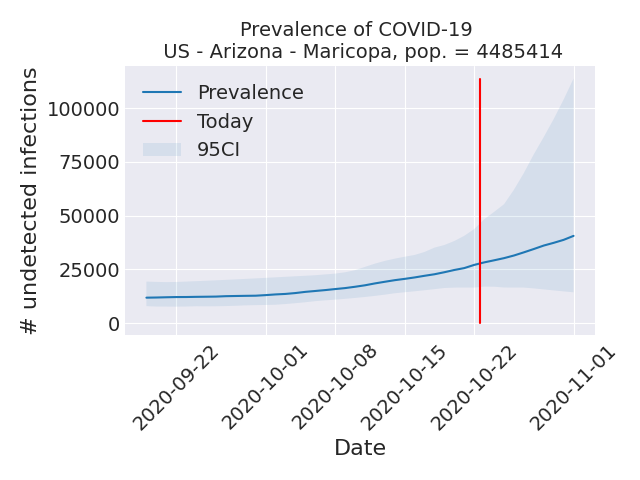 Prevalence of COVID-19
US - Arizona - Maricopa, pop. = 4485414
# undetected infections
100000
75000
50000
25000
0
Prevalence
Today
95CI
2020-09-22
2020-10-01
2020-10-08
2020-10-15
2020-10-22
2020-11-01
Date